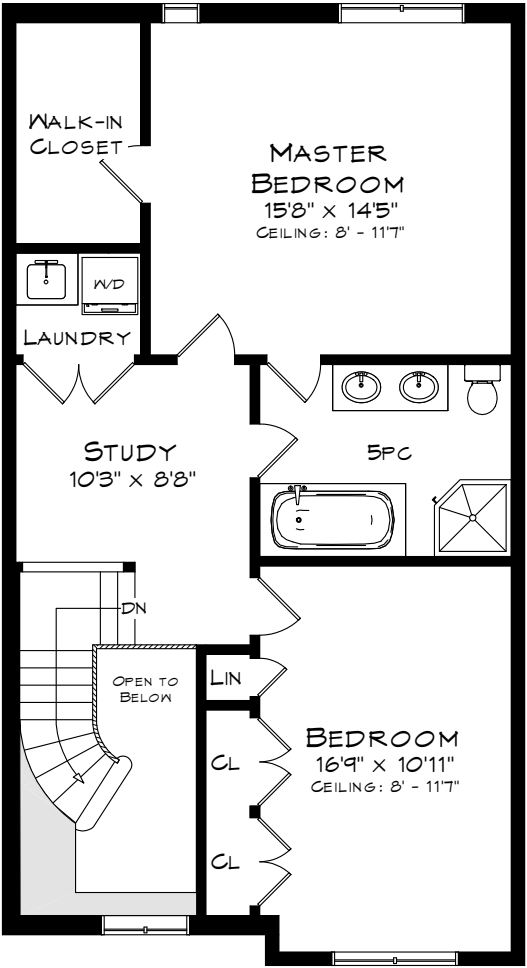 WALK-IN
CLOSET
MASTER
BEDROOM
15'8" X 14'5"
CEILING: 8' - 11'7"
W/D
LAUNDRY
STUDY
10'3" X 8'8"
5PC
DN
OPEN TO
BELOW
LIN
CL
BEDROOM
16'9" X 10'11"
CEILING: 8' - 11'7"
CL